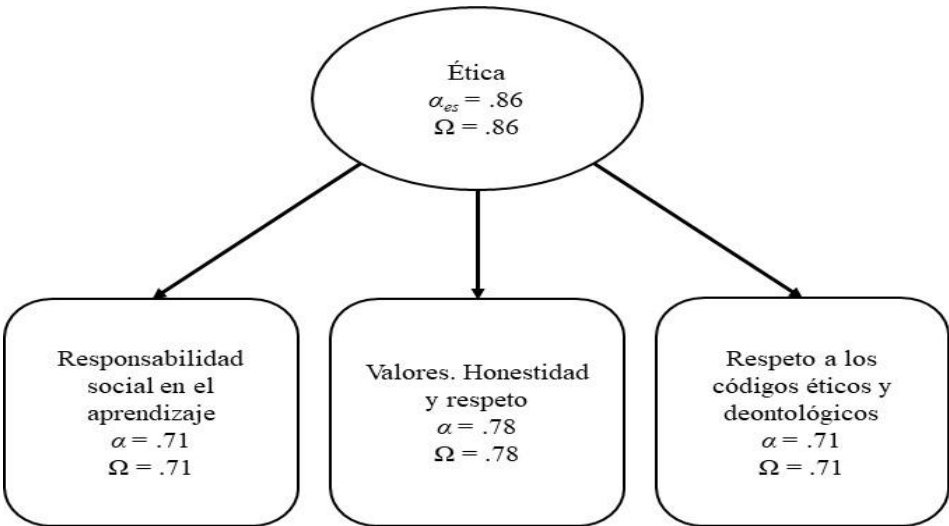 Ética
α_es = .86
Ω = .86
Responsabilidad
social en el
aprendizaje
α = .71
Ω = .71
Valores. Honestidad
y respeto
α = .78
Ω = .78
Respeto a los
códigos éticos y
deontológicos
α = .71
Ω = .71